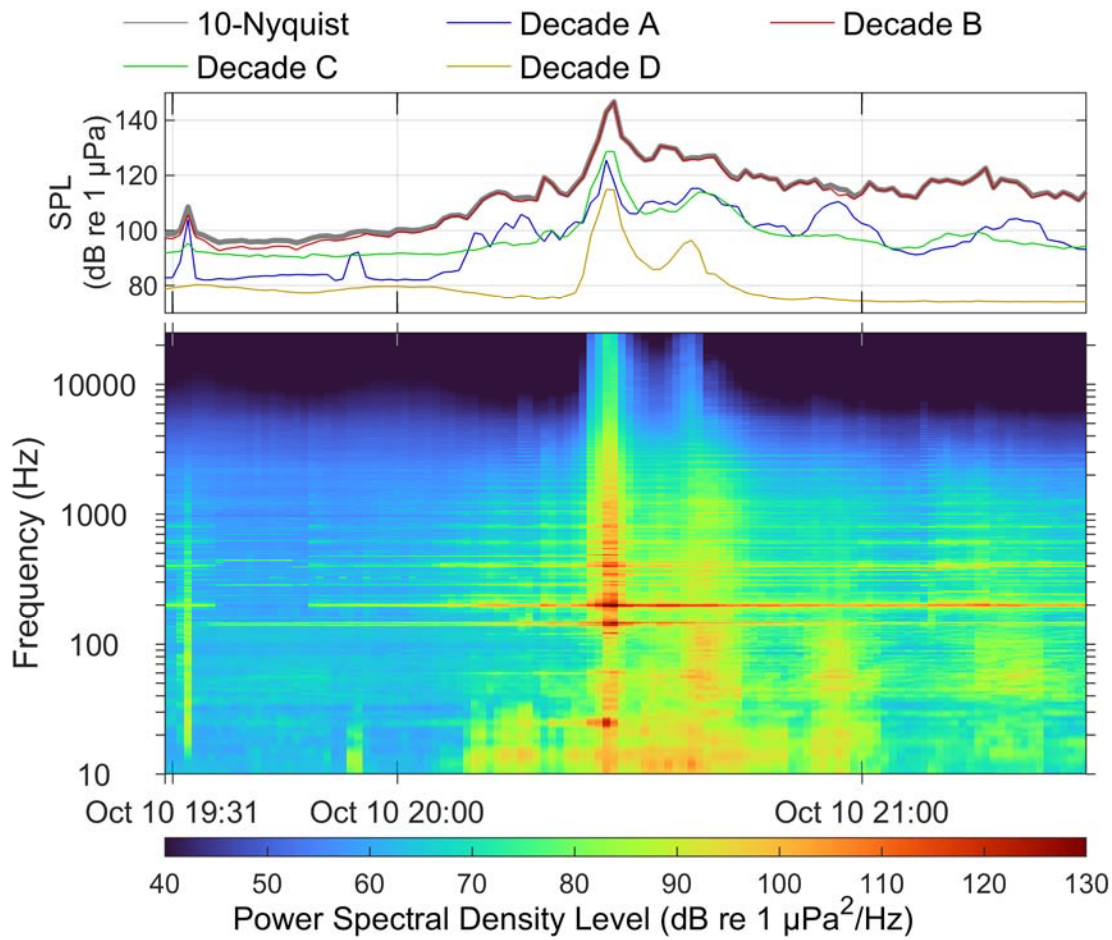 10-Nyquist Decade A Decade B
Decade C Decade D
SPL
(dB re 1 µPa)
140
120
100
80
Frequency (Hz)
10000
1000
100
10
Oct 10 19:31 Oct 10 20:00 Oct 10 21:00
40 50 60 70 80 90 100 110 120 130
Power Spectral Density Level (dB re 1 µPa²/Hz)